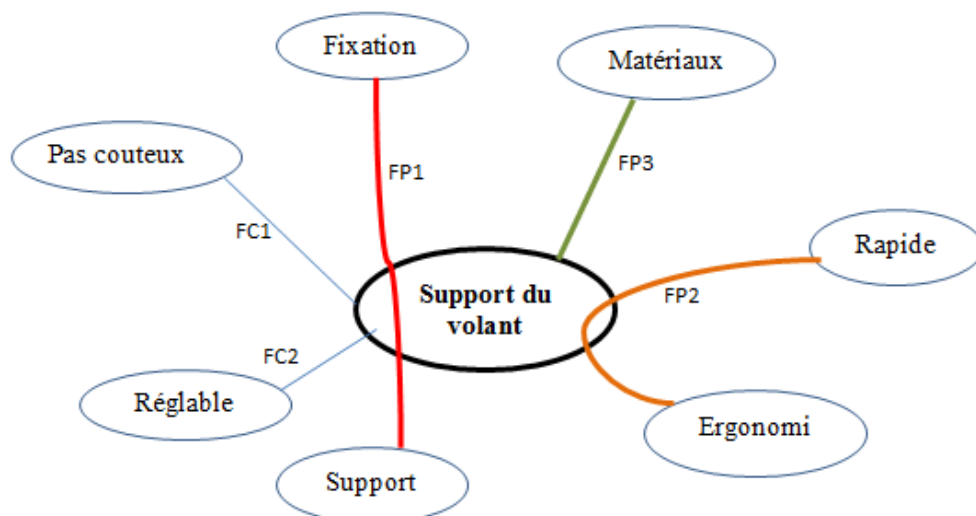 Fixation
Matériaux
Pas couteux
FP1
FP3
FC1
Rapide
Support du
volant
FP2
FC2
Réglable
Ergonomi
Support